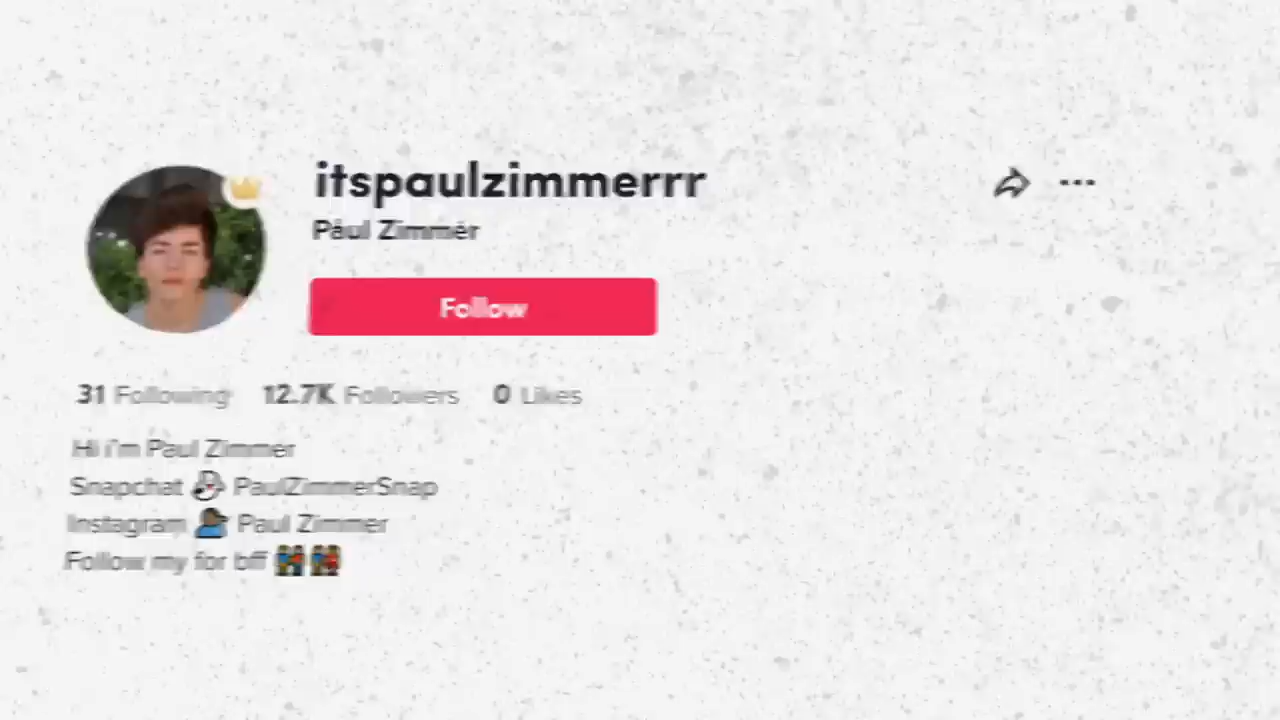 itspaulzimmerrr
Paul Zimmer
Follow
31 Following 12.7K Followers 0 Likes
Hi i'm Paul Zimmer
Snapchat 👻 PaulZimmerSnap
Instagram 👤 Paul Zimmer
Follow my for bff 👬 👬